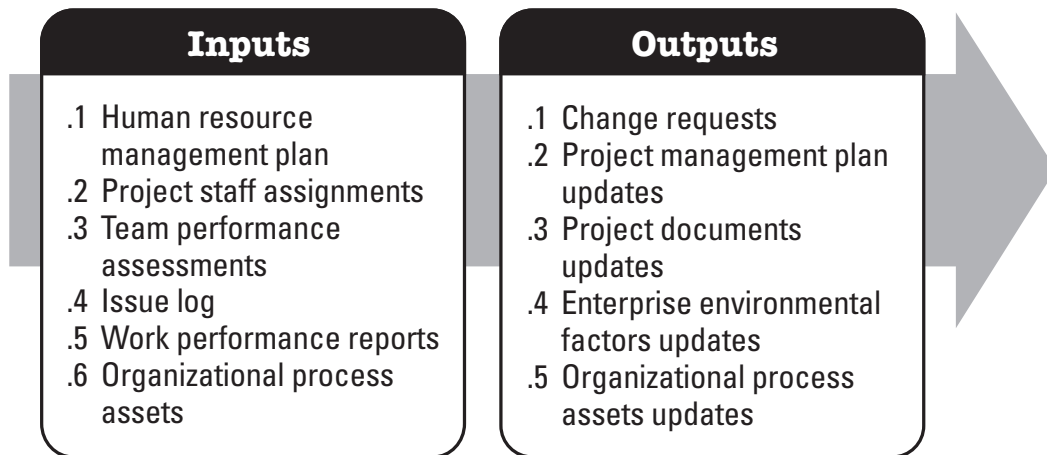 Inputs
.1 Human resource
management plan
.2 Project staff assignments
.3 Team performance
assessments
.4 Issue log
.5 Work performance reports
.6 Organizational process
assets
Outputs
.1 Change requests
.2 Project management plan
updates
.3 Project documents
updates
.4 Enterprise environmental
factors updates
.5 Organizational process
assets updates